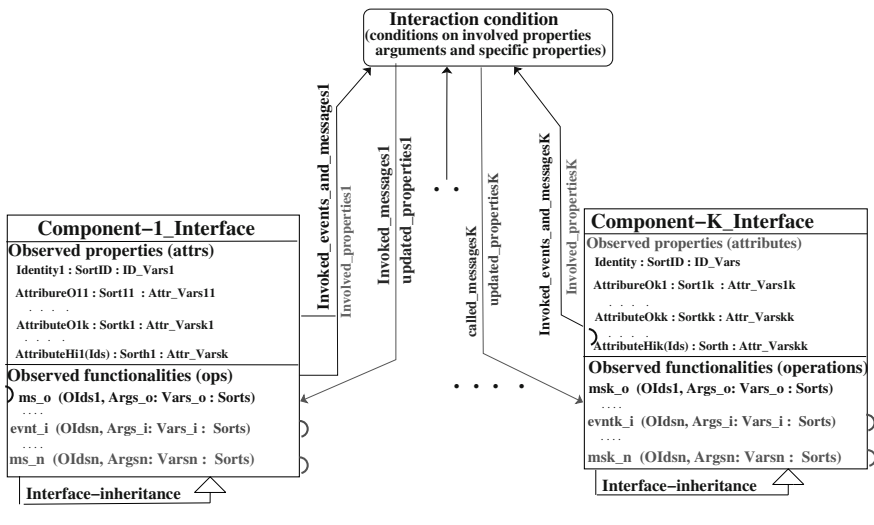 Interaction condition
(conditions on involved properties
arguments and specific properties)
Invoked_events_and_messages1
Involved_properties1
Invoked_messages1
updated_properties1
. .
called_messagesK
updated_propertiesK
Invoked_events_and_messagesK
Involved_propertiesK
Component-1_Interface
Observed properties (attrs)
Identity1 : SortID : ID_Vars1
AttribureO11 : Sort11 : Attr_Vars11
. . . .
AttributeO1k : Sortk1 : Attr_Varsk1
. . . .
AttributeHi1(Ids) : Sorth1 : Attr_Varsk
Observed functionalities (ops)
ms_o (OIds1, Args_o: Vars_o : Sorts)
....
evnt_i (OIdsn, Args_i: Vars_i : Sorts)
....
ms_n (OIdsn, Argsn: Varsn : Sorts)
Interface-inheritance
. . . .
Component-K_Interface
Observed properties (attributes)
Identity : SortID : ID_Vars
AttribureOk1 : Sort1k : Attr_Vars1k
. . . .
AttributeOkk : Sortkk : Attr_Varskk
. . . .
AttributeHik(Ids) : Sorth : Attr_Varskk
Observed functionalities (operations)
msk_o (OIds1, Args_o: Vars_o : Sorts)
....
evntk_i (OIdsn, Args_i: Vars_i : Sorts)
....
msk_n (OIdsn, Argsn: Varsn : Sorts)
Interface-inheritance